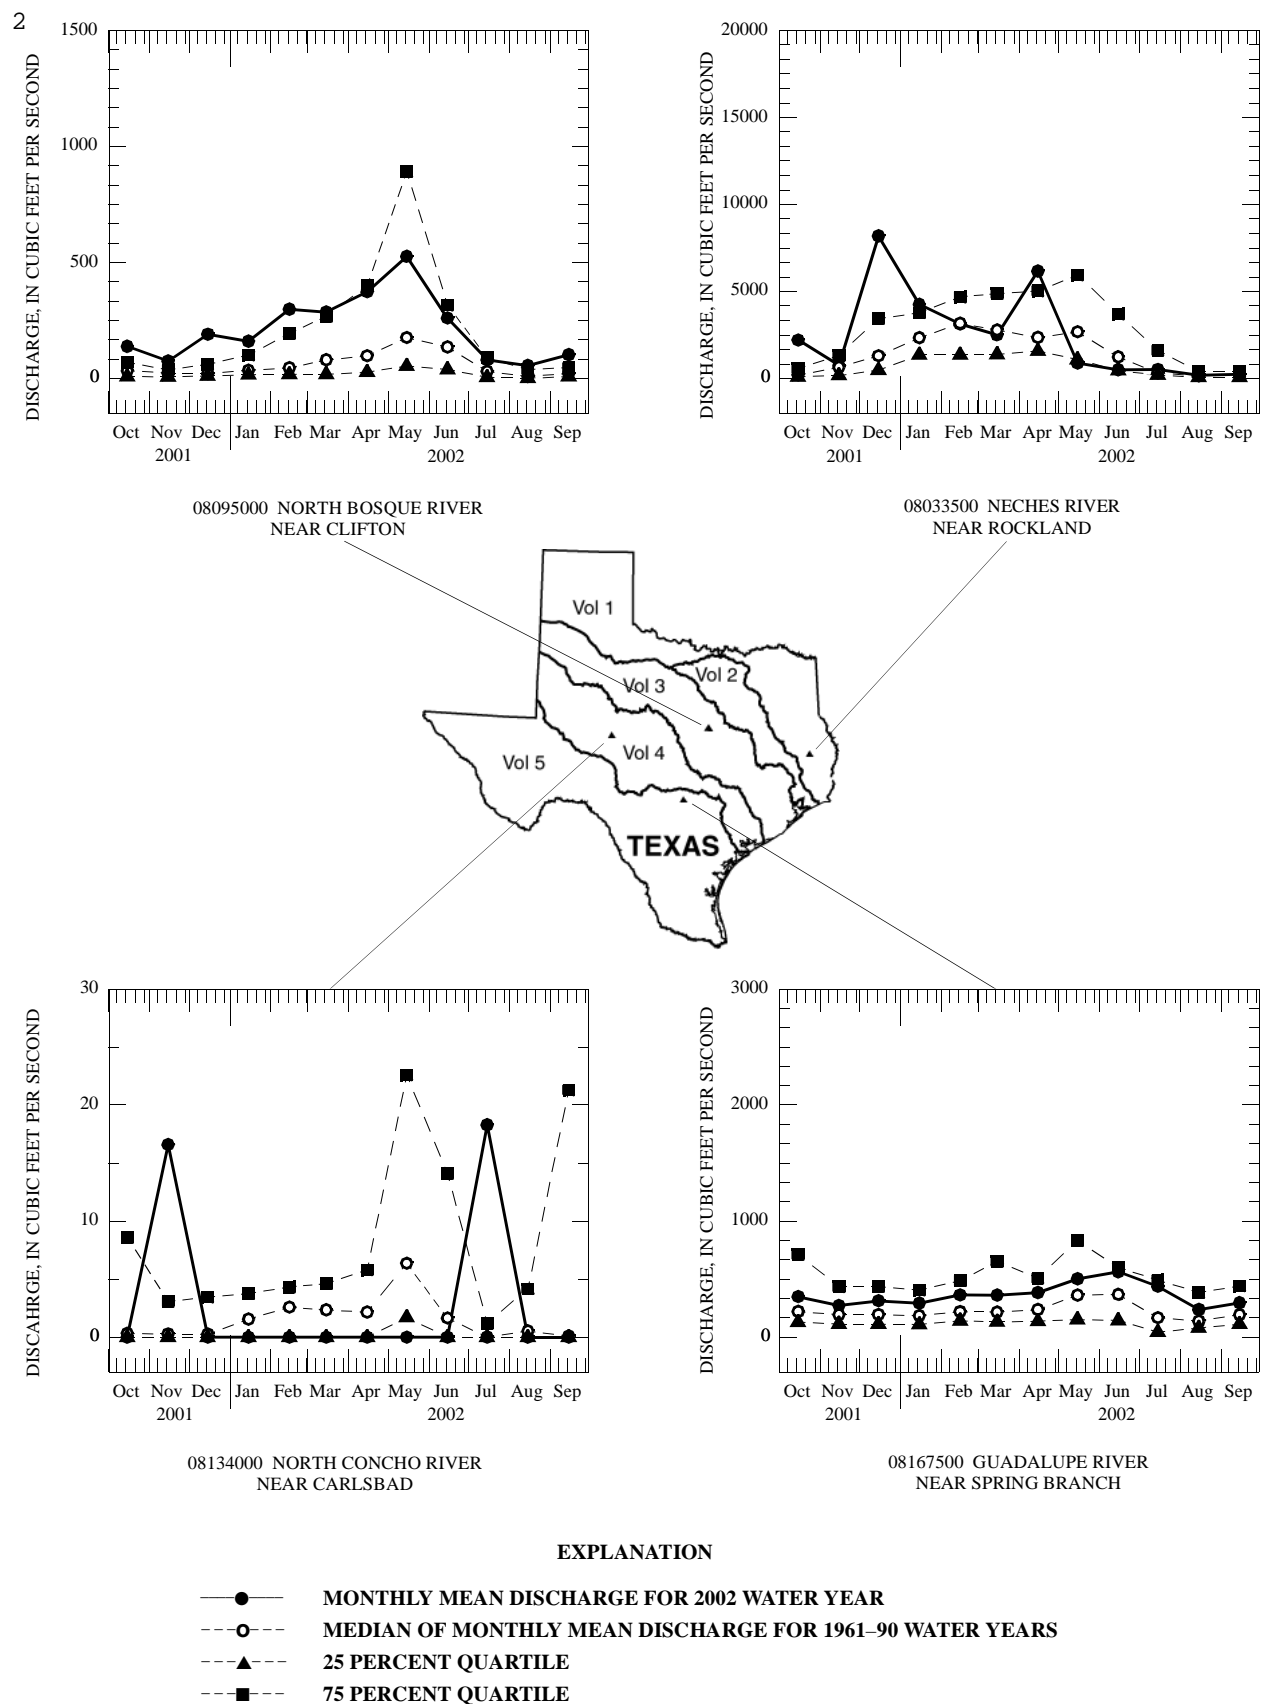 2
1500
1000
500
0
DISCHARGE, IN CUBIC FEET PER SECOND
Oct Nov Dec Jan Feb Mar Apr May Jun Jul Aug Sep
2001 2002
08095000 NORTH BOSQUE RIVER
NEAR CLIFTON
20000
15000
10000
5000
0
DISCHARGE, IN CUBIC FEET PER SECOND
Oct Nov Dec Jan Feb Mar Apr May Jun Jul Aug Sep
2001 2002
08033500 NECHES RIVER
NEAR ROCKLAND
Vol 1
Vol 2
Vol 3
Vol 4
Vol 5
TEXAS
30
20
10
0
DISCAHRGE, IN CUBIC FEET PER SECOND
Oct Nov Dec Jan Feb Mar Apr May Jun Jul Aug Sep
2001 2002
08134000 NORTH CONCHO RIVER
NEAR CARLSBAD
3000
2000
1000
0
DISCHARGE, IN CUBIC FEET PER SECOND
Oct Nov Dec Jan Feb Mar Apr May Jun Jul Aug Sep
2001 2002
08167500 GUADALUPE RIVER
NEAR SPRING BRANCH
EXPLANATION
MONTHLY MEAN DISCHARGE FOR 2002 WATER YEAR
MEDIAN OF MONTHLY MEAN DISCHARGE FOR 1961–90 WATER YEARS
25 PERCENT QUARTILE
75 PERCENT QUARTILE